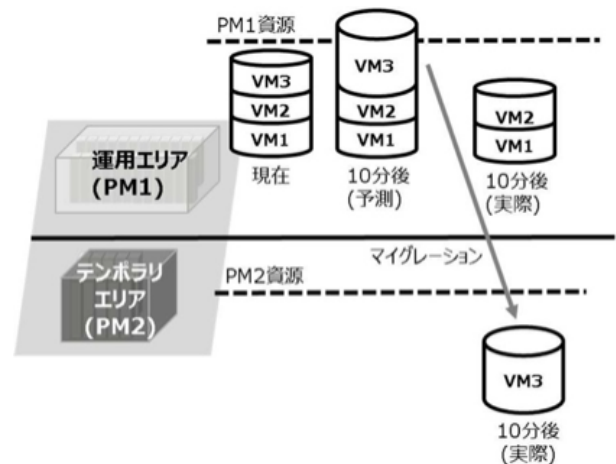 PM1資源
VM3
VM2
VM1
現在
VM3
VM2
VM1
10分後
(予測)
VM2
VM1
10分後
(実際)
運用エリア
(PM1)
マイグレーション
テンポラリ
エリア
(PM2)
PM2資源
VM3
10分後
(実際)